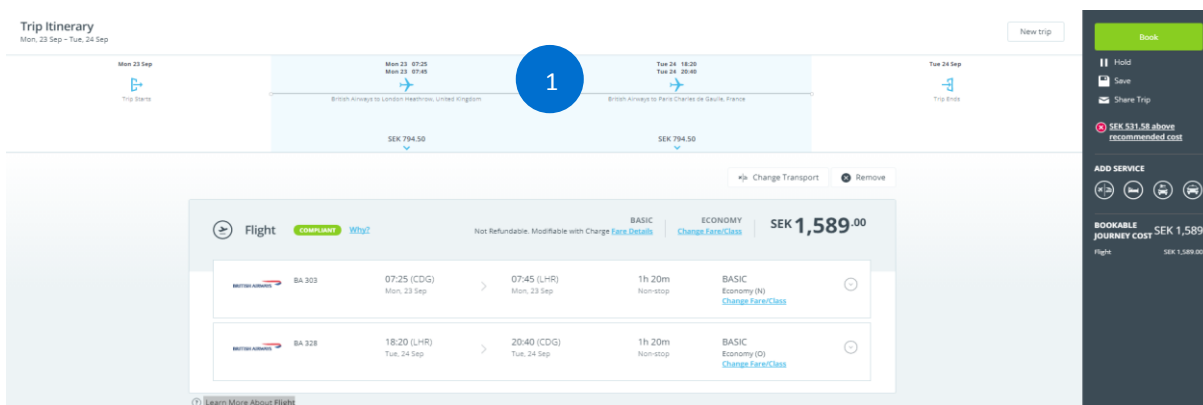 Trip Itinerary
Mon, 23 Sep – Tue, 24 Sep
New trip
Mon 23 Sep
Trip Starts
Mon 23 07:25
Mon 23 07:45
British Airways to London Heathrow, United Kingdom
SEK 794.50
1
Tue 24 18:20
Tue 24 20:40
British Airways to Paris Charles de Gaulle, France
SEK 794.50
Tue 24 Sep
Trip Ends
Change Transport
Remove
Flight COMPLIANT Why?
Not Refundable. Modifiable with Charge
BASIC
Fare Details
ECONOMY
Change Fare/Class
SEK 1,589.00
BRITISH AIRWAYS
BA 303
07:25 (CDG)
Mon, 23 Sep
07:45 (LHR)
Mon, 23 Sep
1h 20m
Non-stop
BASIC
Economy (N)
Change Fare/Class
BRITISH AIRWAYS
BA 328
18:20 (LHR)
Tue, 24 Sep
20:40 (CDG)
Tue, 24 Sep
1h 20m
Non-stop
BASIC
Economy (O)
Change Fare/Class
Learn More About Flight
Book
Hold
Save
Share Trip
SEK 531.58 above
recommended cost
ADD SERVICE
BOOKABLE
JOURNEY COST SEK 1,589
Flight SEK 1,589.00